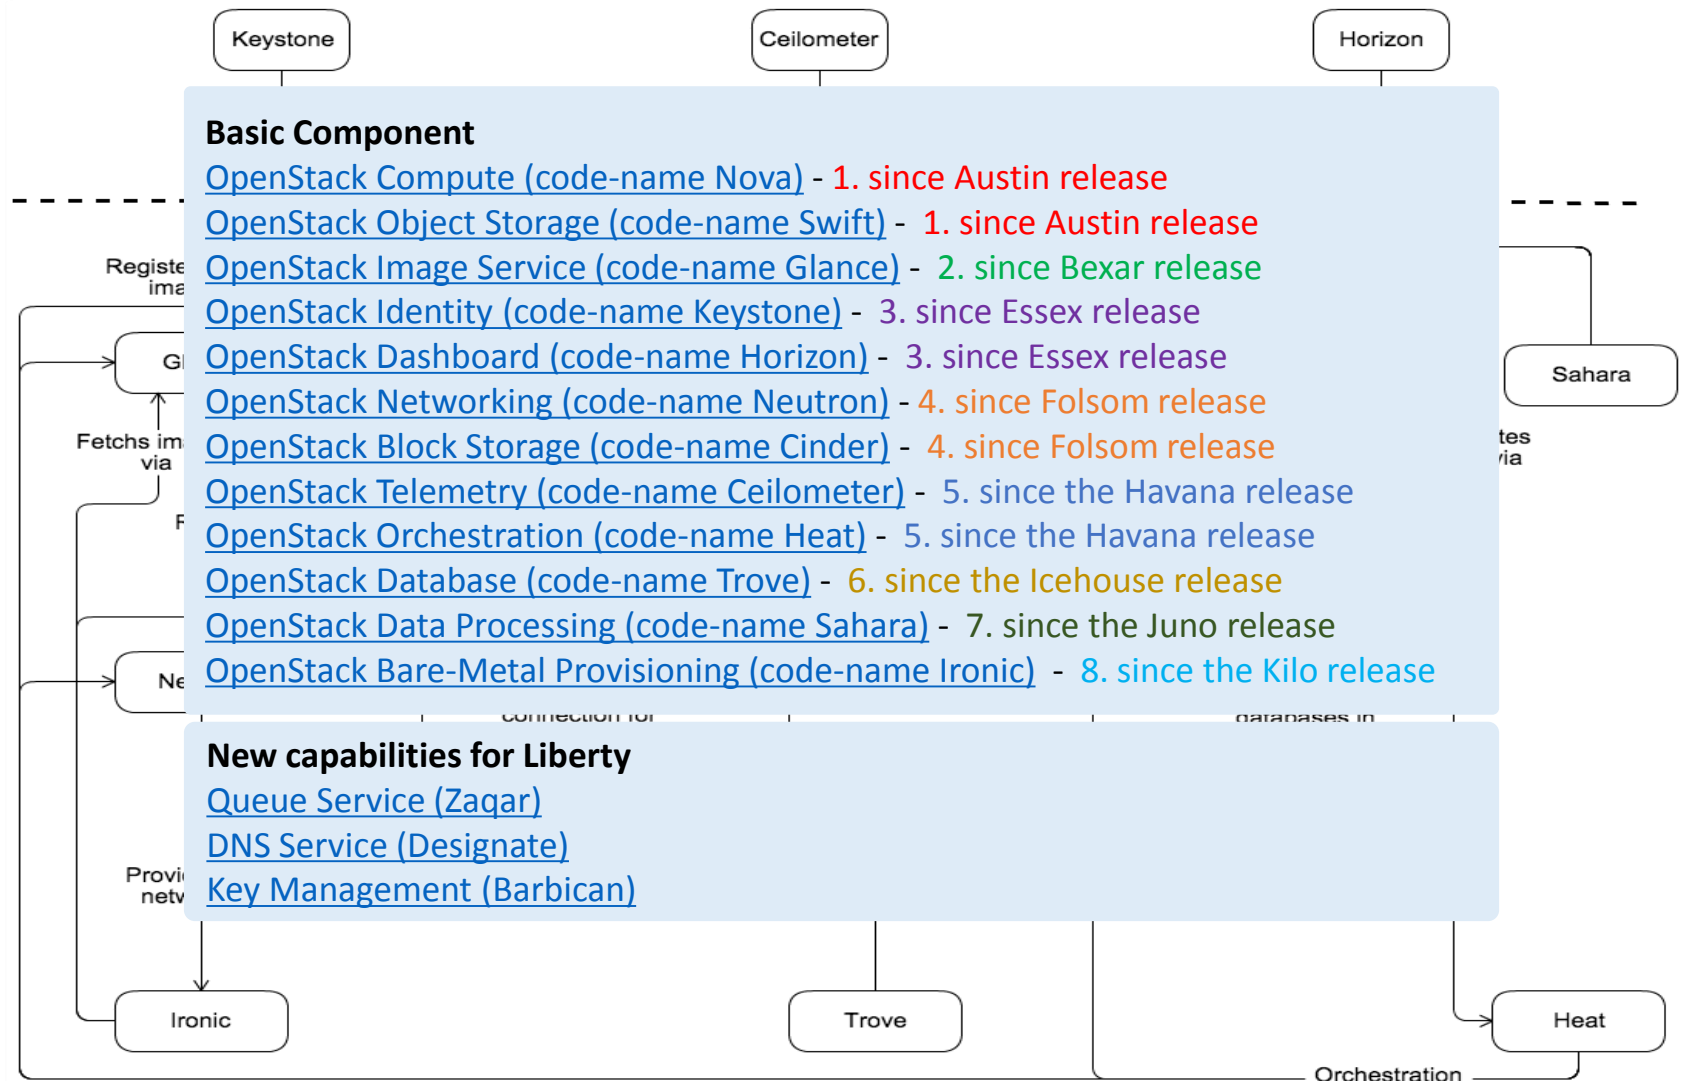 Keystone
Ceilometer
Horizon
Basic Component
OpenStack Compute (code-name Nova) - 1. since Austin release
OpenStack Object Storage (code-name Swift) - 1. since Austin release
OpenStack Image Service (code-name Glance) - 2. since Bexar release
OpenStack Identity (code-name Keystone) - 3. since Essex release
OpenStack Dashboard (code-name Horizon) - 3. since Essex release
OpenStack Networking (code-name Neutron) - 4. since Folsom release
OpenStack Block Storage (code-name Cinder) - 4. since Folsom release
OpenStack Telemetry (code-name Ceilometer) - 5. since the Havana release
OpenStack Orchestration (code-name Heat) - 5. since the Havana release
OpenStack Database (code-name Trove) - 6. since the Icehouse release
OpenStack Data Processing (code-name Sahara) - 7. since the Juno release
OpenStack Bare-Metal Provisioning (code-name Ironic) - 8. since the Kilo release
Sahara
Fetchs
via
via
connection for
databases in
New capabilities for Liberty
Queue Service (Zaqar)
DNS Service (Designate)
Key Management (Barbican)
Ironic
Trove
Heat
Orchestration